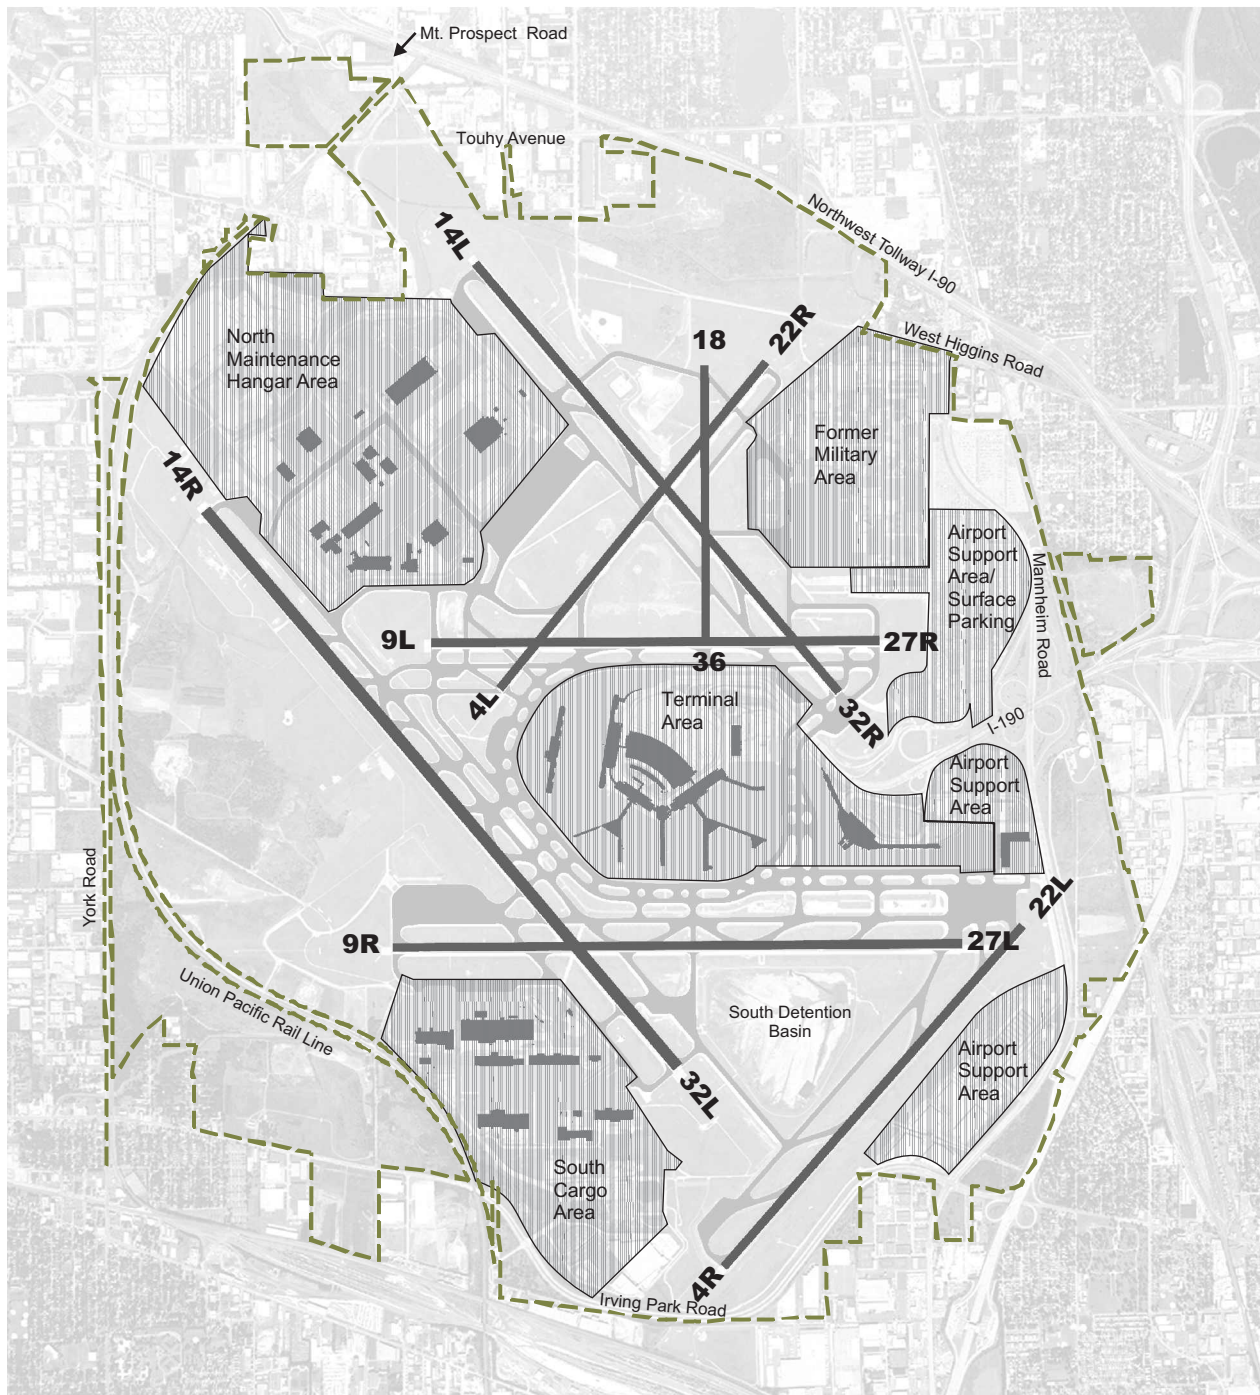 Mt. Prospect Road
Touhy Avenue
14L
Northwest Tollway I-90
18
22R
West Higgins Road
North
Maintenance
Hangar Area
Former
Military
Area
14R
Airport
Support
Area/
Surface
Parking
Mannheim Road
9L
27R
36
4L
Terminal
Area
32R
I-190
Airport
Support
Area
York Road
22L
9R
27L
Union Pacific Rail Line
South Detention
Basin
Airport
Support
Area
32L
South
Cargo
Area
4R
Irving Park Road